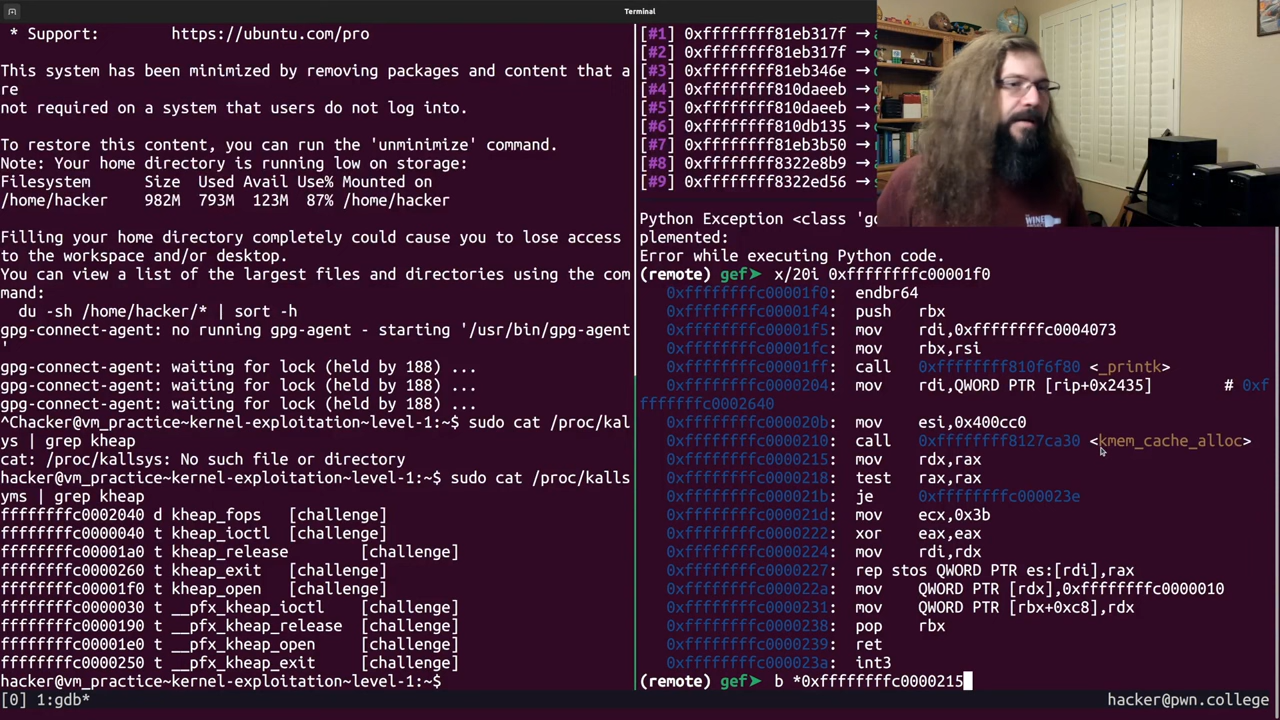 Terminal
 * Support:        https://ubuntu.com/pro
This system has been minimized by removing packages and content that a
re
not required on a system that users do not log into.
To restore this content, you can run the 'unminimize' command.
Note: Your home directory is running low on storage:
Filesystem      Size  Used Avail Use% Mounted on
/home/hacker    982M  793M  123M  87% /home/hacker
Filling your home directory completely could cause you to lose access
to the workspace and/or desktop.
You can view a list of the largest files and directories using the com
mand:
  du -sh /home/hacker/* | sort -h
gpg-connect-agent: no running gpg-agent - starting '/usr/bin/gpg-agent
'
gpg-connect-agent: waiting for lock (held by 188) ...
gpg-connect-agent: waiting for lock (held by 188) ...
gpg-connect-agent: waiting for lock (held by 188) ...
^Chacker@vm_practice~kernel-exploitation~level-1:~$ sudo cat /proc/kal
ys | grep kheap
cat: /proc/kallsys: No such file or directory
hacker@vm_practice~kernel-exploitation~level-1:~$ sudo cat /proc/kalls
yms | grep kheap
ffffffffc0002040 d kheap_fops   [challenge]
ffffffffc0000040 t kheap_ioctl  [challenge]
ffffffffc00001a0 t kheap_release        [challenge]
ffffffffc0000260 t kheap_exit   [challenge]
ffffffffc00001f0 t kheap_open   [challenge]
ffffffffc0000030 t __pfx_kheap_ioctl    [challenge]
ffffffffc0000190 t __pfx_kheap_release  [challenge]
ffffffffc00001e0 t __pfx_kheap_open     [challenge]
ffffffffc0000250 t __pfx_kheap_exit     [challenge]
hacker@vm_practice~kernel-exploitation~level-1:~$
[#1] 0xffffffff81eb317f →
[#2] 0xffffffff81eb317f →
[#3] 0xffffffff81eb346e →
[#4] 0xffffffff810daeeb →
[#5] 0xffffffff810daeeb →
[#6] 0xffffffff810db135 →
[#7] 0xffffffff81eb3b50 →
[#8] 0xffffffff8322e8b9 →
[#9] 0xffffffff8322ed56 →
Python Exception <class 'g
plemented:
Error while executing Python code.
(remote) gef➤  x/20i 0xffffffffc00001f0
   0xffffffffc00001f0:  endbr64
   0xffffffffc00001f4:  push   rbx
   0xffffffffc00001f5:  mov    rdi,0xffffffffc0004073
   0xffffffffc00001fc:  mov    rbx,rsi
   0xffffffffc00001ff:  call   0xffffffff810f6f80 <_printk>
   0xffffffffc0000204:  mov    rdi,QWORD PTR [rip+0x2435]        # 0xf
fffffffc0002640
   0xffffffffc000020b:  mov    esi,0x400cc0
   0xffffffffc0000210:  call   0xffffffff8127ca30 <kmem_cache_alloc>
   0xffffffffc0000215:  mov    rdx,rax
   0xffffffffc0000218:  test   rax,rax
   0xffffffffc000021b:  je     0xffffffffc000023e
   0xffffffffc000021d:  mov    ecx,0x3b
   0xffffffffc0000222:  xor    eax,eax
   0xffffffffc0000224:  mov    rdi,rdx
   0xffffffffc0000227:  rep stos QWORD PTR es:[rdi],rax
   0xffffffffc000022a:  mov    QWORD PTR [rdx],0xffffffffc0000010
   0xffffffffc0000231:  mov    QWORD PTR [rbx+0xc8],rdx
   0xffffffffc0000238:  pop    rbx
   0xffffffffc0000239:  ret
   0xffffffffc000023a:  int3
(remote) gef➤  b *0xffffffffc0000215
[0] 1:gdb*
hacker@pwn.college